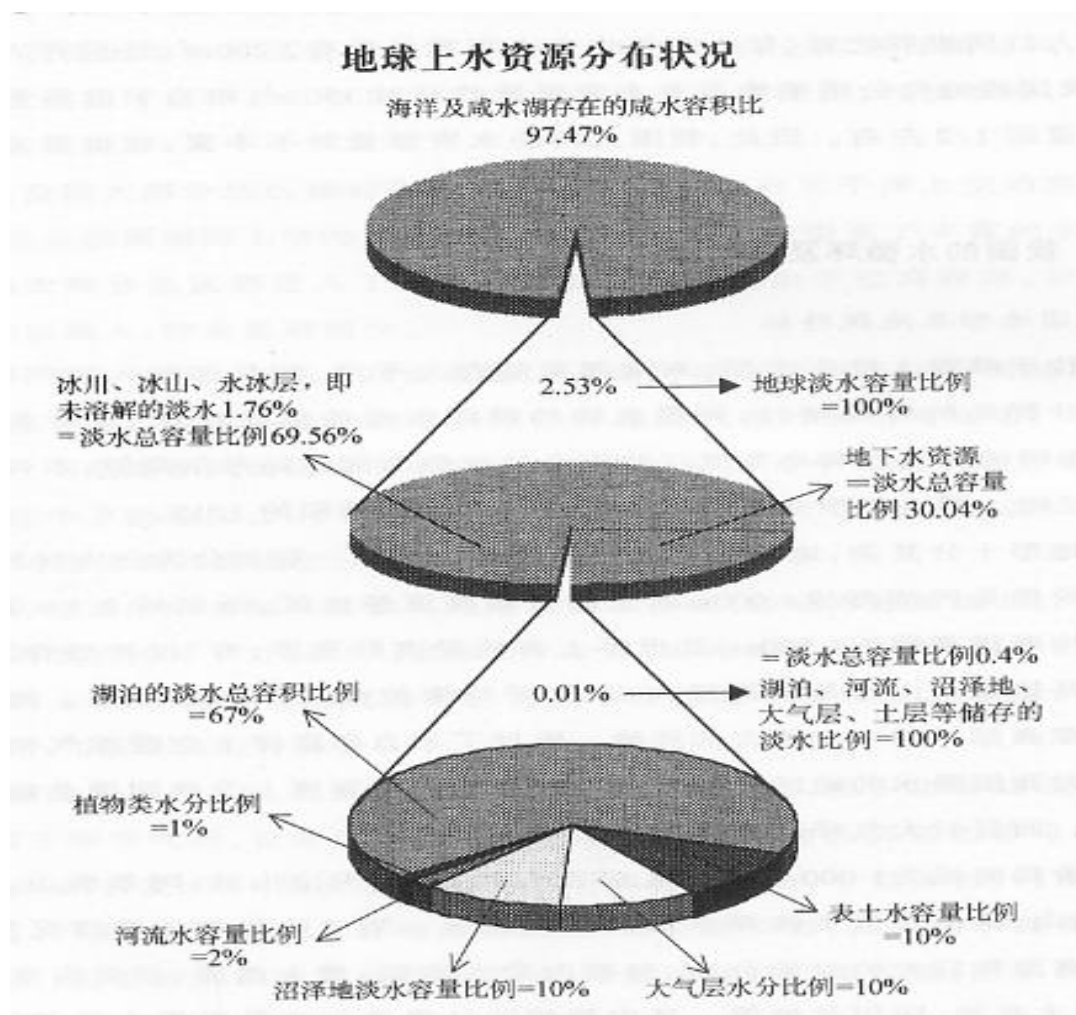 地球上水资源分布状况
海洋及咸水湖存在的咸水容积比
97.47%
冰川、冰山、永冰层，即
未溶解的淡水1.76%
=淡水总容量比例69.56%
2.53%
地球淡水容量比例
=100%
地下水资源
=淡水总容量
比例30.04%
湖泊的淡水总容积比例
=67%
0.01%
=淡水总容量比例0.4%
湖泊、河流、沼泽地、
大气层、土层等储存的
淡水比例=100%
植物类水分比例
=1%
河流水容量比例
=2%
沼泽地淡水容量比例=10%
大气层水分比例=10%
表土水容量比例
=10%